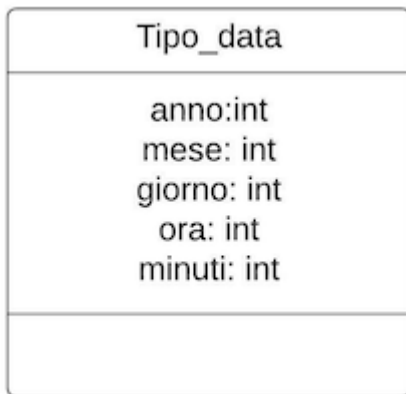 Tipo_data
anno:int
mese: int
giorno: int
ora: int
minuti: int